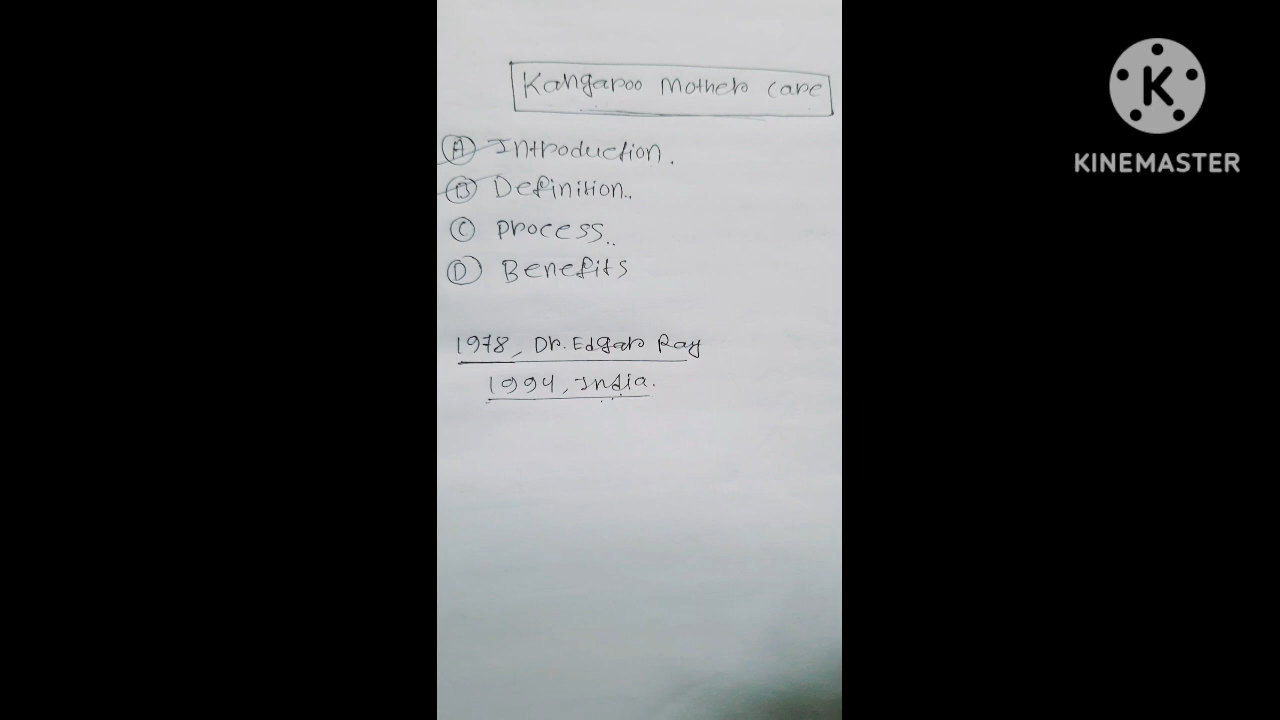 Kangaroo Mother Care
A Introduction.
B Definition..
C Process..
D Benefits
1978, Dr. Edgar Ray
1994, India.
K
KINEMASTER